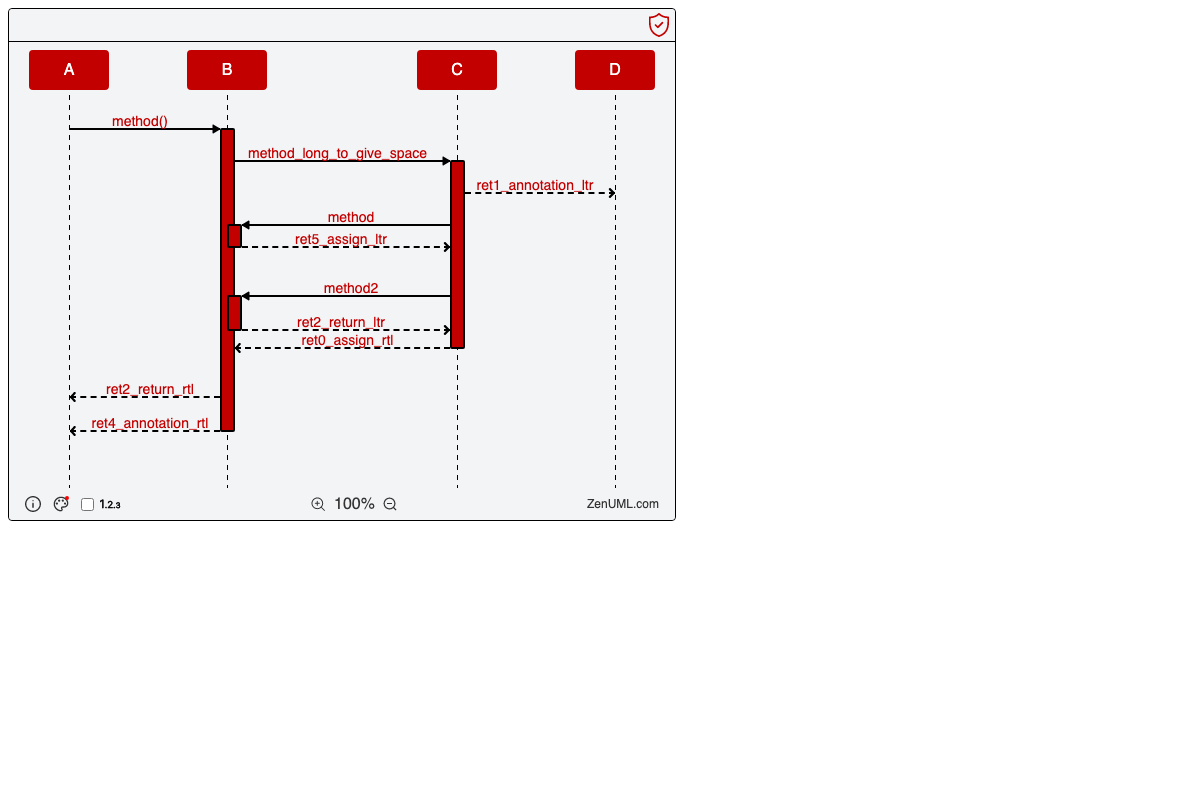 A
B
C
D
method()
method_long_to_give_space
ret1_annotation_ltr
method
ret5_assign_ltr
method2
ret2_return_ltr
ret0_assign_rtl
ret2_return_rtl
ret4_annotation_rtl
1.2.3
100%
ZenUML.com